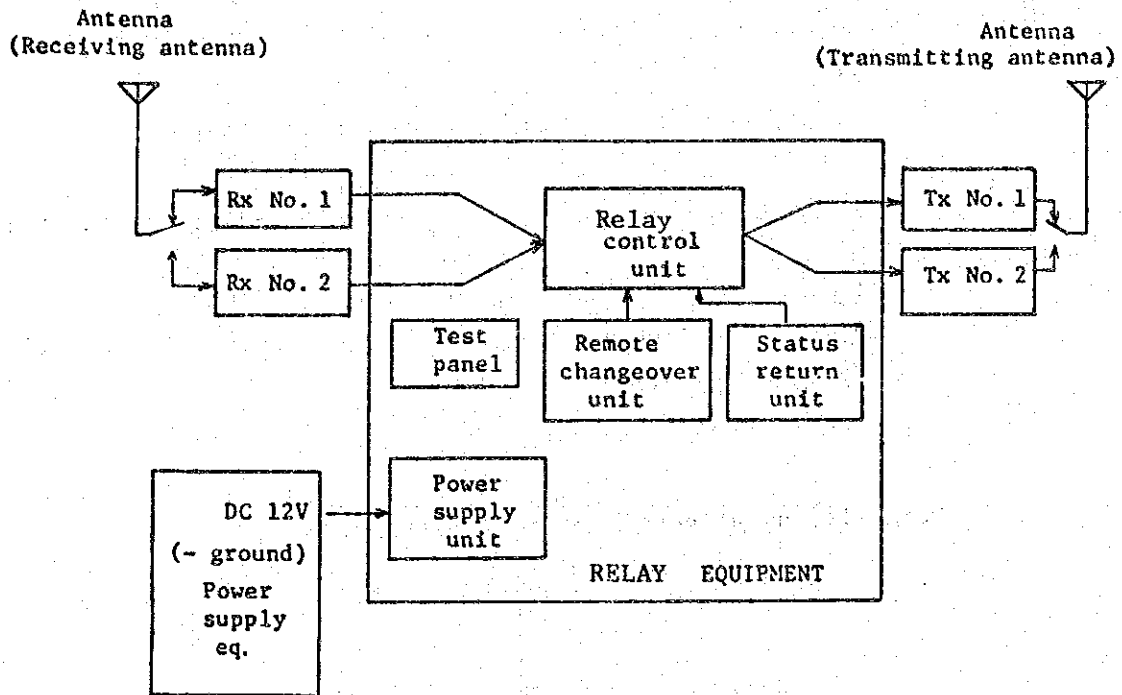 Antenna
(Receiving antenna)
Antenna
(Transmitting antenna)
Rx No. 1
Rx No. 2
Relay
control
unit
Tx No. 1
Tx No. 2
Test
panel
Remote
changeover
unit
Status
return
unit
Power
supply
unit
DC 12V
(- ground)
Power
supply
eq.
RELAY EQUIPMENT